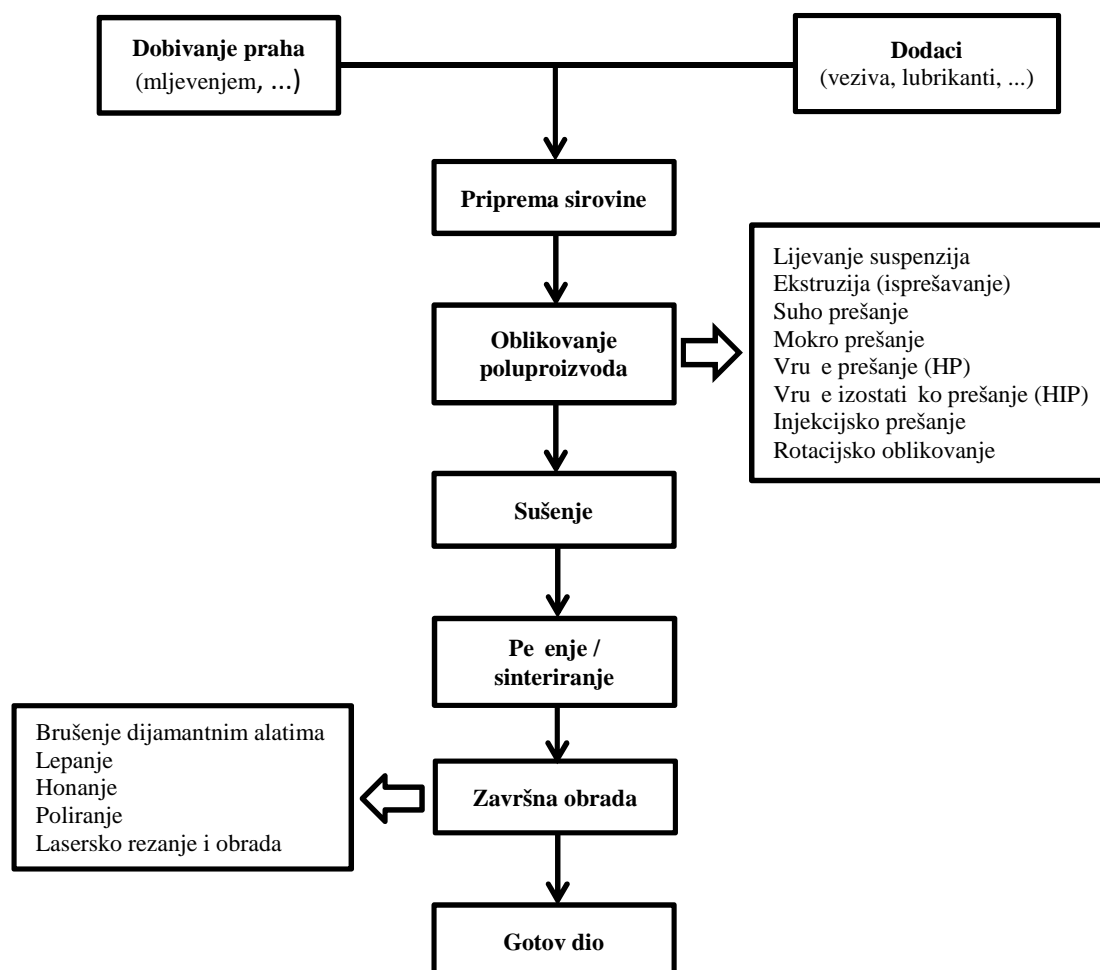 Dobivanje praha
(mljevenjem, ...)
Dodaci
(veziva, lubrikanti, ...)
Priprema sirovine
Oblikovanje
poluproizvoda
Lijevanje suspenzija
Ekstruzija (isprešavanje)
Suho prešanje
Mokro prešanje
Vru e prešanje (HP)
Vru e izostati ko prešanje (HIP)
Injekcijsko prešanje
Rotacijsko oblikovanje
Sušenje
Pe enje /
sinteriranje
Brušenje dijamantnim alatima
Lepanje
Honanje
Poliranje
Lasersko rezanje i obrada
Završna obrada
Gotov dio